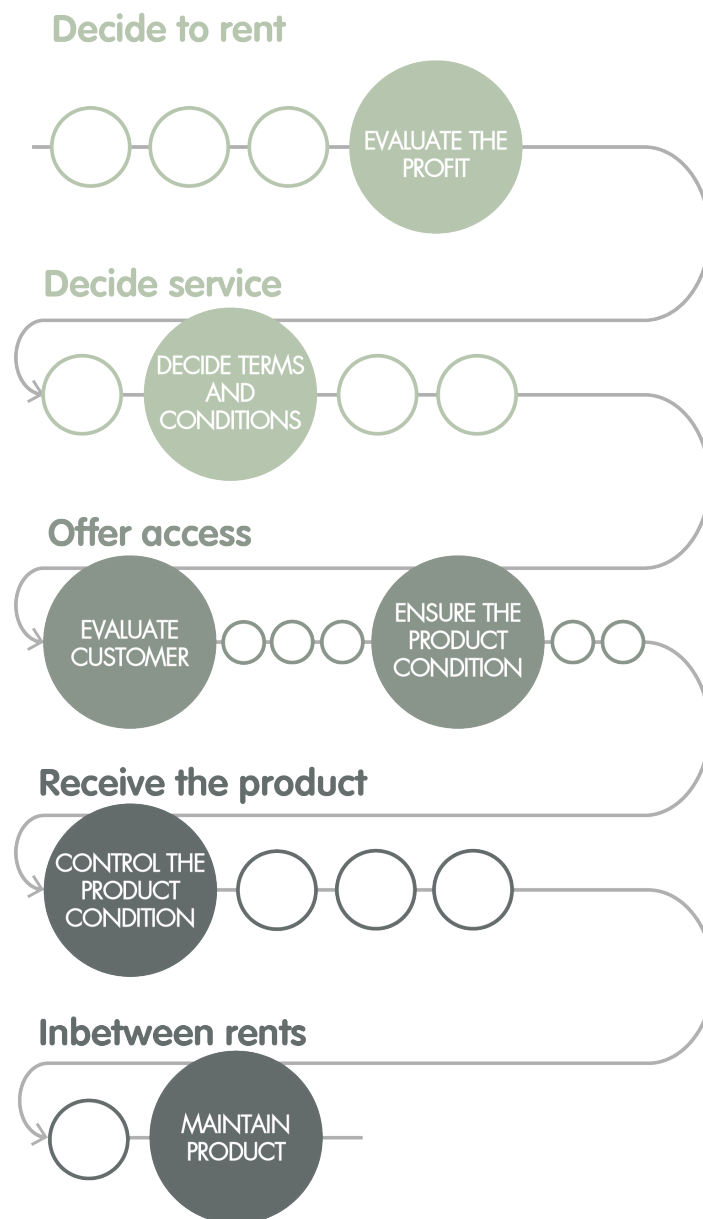 Decide to rent
EVALUATE THE
PROFIT
Decide service
DECIDE TERMS
AND
CONDITIONS
Offer access
EVALUATE
CUSTOMER
ENSURE THE
PRODUCT
CONDITION
Receive the product
CONTROL THE
PRODUCT
CONDITION
Inbetween rents
MAINTAIN
PRODUCT